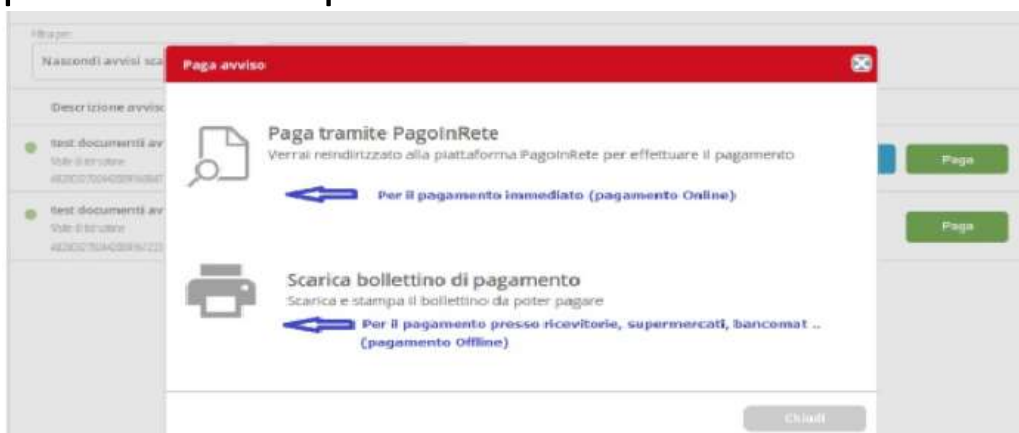 Filtra per:
Nascondi avvisi sca
Paga avviso
Descrizione avviso
Paga tramite PagoInRete
Verrai reindirizzato alla piattaforma PagoInRete per effettuare il pagamento
test documenti av
Paga
Per il pagamento immediato (pagamento Online)
test documenti av
Paga
Scarica bollettino di pagamento
Scarica e stampa il bollettino da poter pagare
Per il pagamento presso ricevitorie, supermercati, bancomat ..
(pagamento Offline)
Chiudi